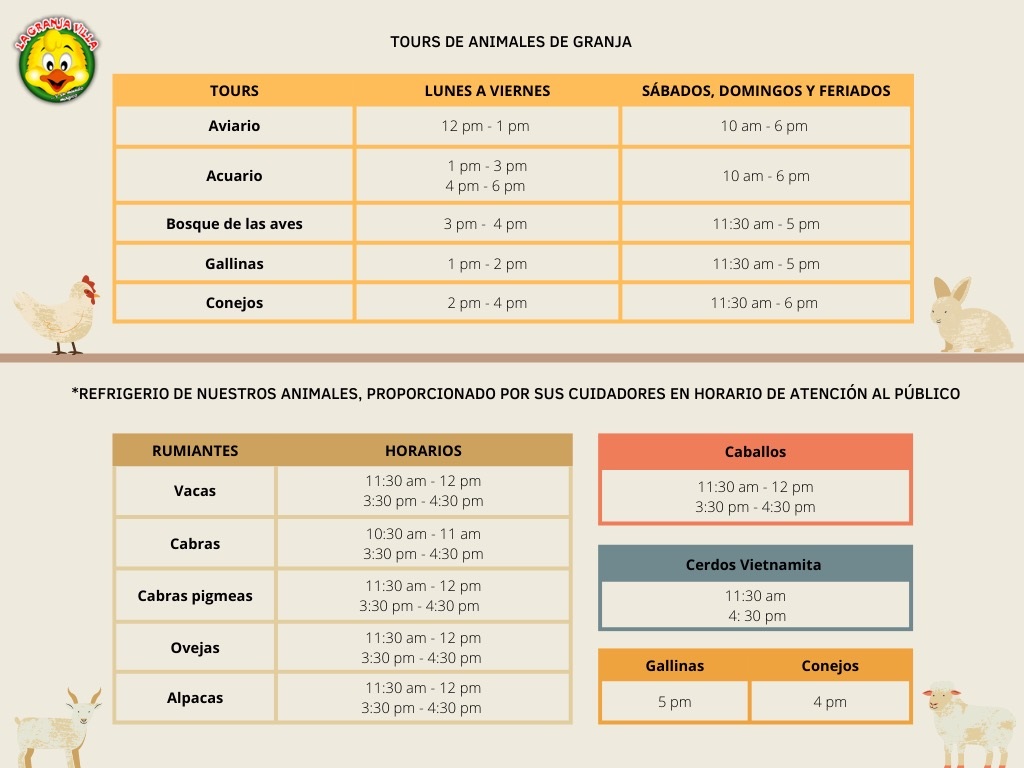 LA GRANJA VILLA
TOURS DE ANIMALES DE GRANJA
TOURS LUNES A VIERNES SÁBADOS, DOMINGOS Y FERIADOS
Aviario 12 pm - 1 pm 10 am - 6 pm
Acuario 1 pm - 3 pm 10 am - 6 pm
4 pm - 6 pm
Bosque de las aves 3 pm - 4 pm 11:30 am - 5 pm
Gallinas 1 pm - 2 pm 11:30 am - 5 pm
Conejos 2 pm - 4 pm 11:30 am - 6 pm
*REFRIGERIO DE NUESTROS ANIMALES, PROPORCIONADO POR SUS CUIDADORES EN HORARIO DE ATENCIÓN AL PÚBLICO
RUMIANTES HORARIOS
Vacas 11:30 am - 12 pm
3:30 pm - 4:30 pm
Cabras 10:30 am - 11 am
3:30 pm - 4:30 pm
Cabras pigmeas 11:30 am - 12 pm
3:30 pm - 4:30 pm
Ovejas 11:30 am - 12 pm
3:30 pm - 4:30 pm
Alpacas 11:30 am - 12 pm
3:30 pm - 4:30 pm
Caballos
11:30 am - 12 pm
3:30 pm - 4:30 pm
Cerdos Vietnamita
11:30 am
4: 30 pm
Gallinas Conejos
5 pm 4 pm